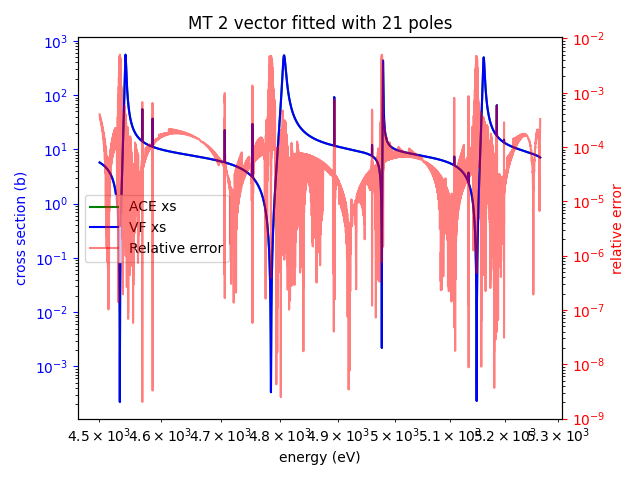 MT 2 vector fitted with 21 poles
10³
10²
10¹
10⁰
10⁻¹
10⁻²
10⁻³
cross section (b)
ACE xs
VF xs
Relative error
10⁻²
10⁻³
10⁻⁴
10⁻⁵
10⁻⁶
10⁻⁷
10⁻⁸
10⁻⁹
relative error
4.5 × 10³ 4.6 × 10³ 4.7 × 10³ 4.8 × 10³ 4.9 × 10³ 5 × 10³ 5.1 × 10³ 5.2 × 10³ 5.3 × 10³
energy (eV)